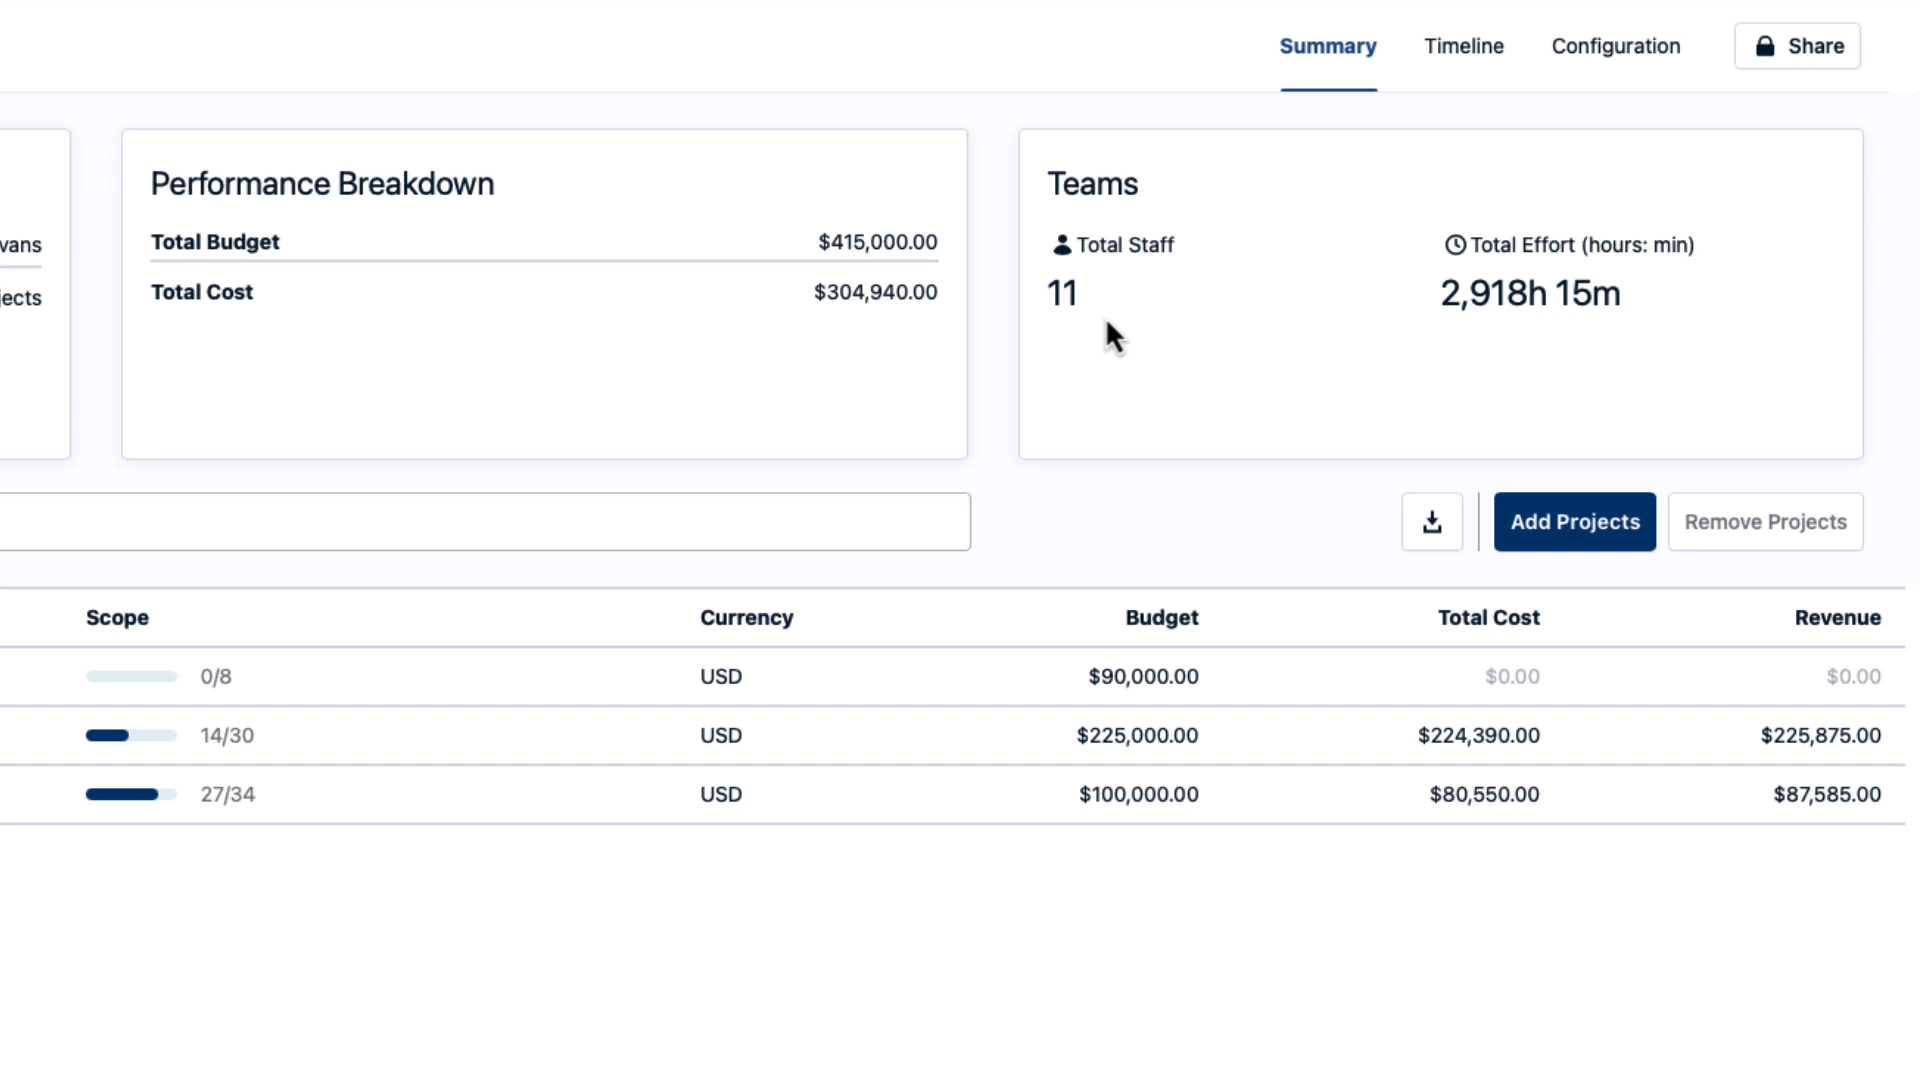 Summary Timeline Configuration Share
Performance Breakdown
Total Budget $415,000.00
Total Cost $304,940.00
Teams
Total Staff Total Effort (hours: min)
11 2,918h 15m
vans
jects
Add Projects Remove Projects
Scope Currency Budget Total Cost Revenue
0/8 USD $90,000.00 $0.00 $0.00
14/30 USD $225,000.00 $224,390.00 $225,875.00
27/34 USD $100,000.00 $80,550.00 $87,585.00